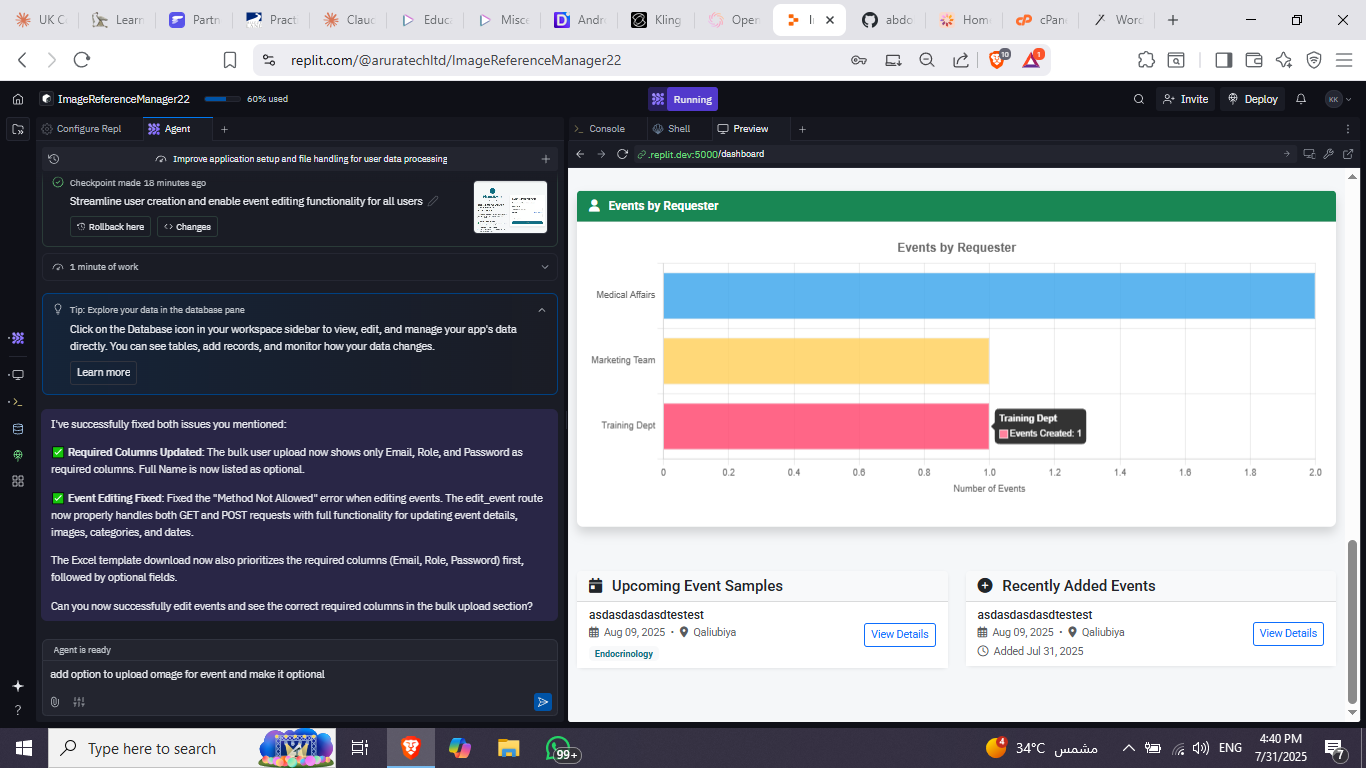 UK Co
Learn
Partn
Pract
Clauc
Educa
Misce
Andr
Kling
Open
In
abdo
Home
cPan
Word
replit.com/@aruratechltd/ImageReferenceManager22
10
1
ImageReferenceManager22
60% used
Running
Invite
Deploy
KK
Configure Repl
Agent
Console
Shell
Preview
Improve application setup and file handling for user data processing
.replit.dev:5000/dashboard
Checkpoint made 18 minutes ago
Streamline user creation and enable event editing functionality for all users
Rollback here
Changes
1 minute of work
Tip: Explore your data in the database pane
Click on the Database icon in your workspace sidebar to view, edit, and manage your app's data
directly. You can see tables, add records, and monitor how your data changes.
Learn more
I've successfully fixed both issues you mentioned:
✅ Required Columns Updated: The bulk user upload now shows only Email, Role, and Password as
required columns. Full Name is now listed as optional.
✅ Event Editing Fixed: Fixed the "Method Not Allowed" error when editing events. The edit_event route
now properly handles both GET and POST requests with full functionality for updating event details,
images, categories, and dates.
The Excel template download now also prioritizes the required columns (Email, Role, Password) first,
followed by optional fields.
Can you now successfully edit events and see the correct required columns in the bulk upload section?
Agent is ready
add option to upload omage for event and make it optional
Events by Requester
Events by Requester
Medical Affairs
Marketing Team
Training Dept
Training Dept
Events Created: 1
0 0.2 0.4 0.6 0.8 1.0 1.2 1.4 1.6 1.8 2.0
Number of Events
Upcoming Event Samples
asdasdasdasdtestest
Aug 09, 2025 • Qaliubiya
Endocrinology
View Details
Recently Added Events
asdasdasdasdtestest
Aug 09, 2025 • Qaliubiya
Added Jul 31, 2025
View Details
Type here to search
99+
4
34°C مشمس
ENG
4:40 PM
7/31/2025
7